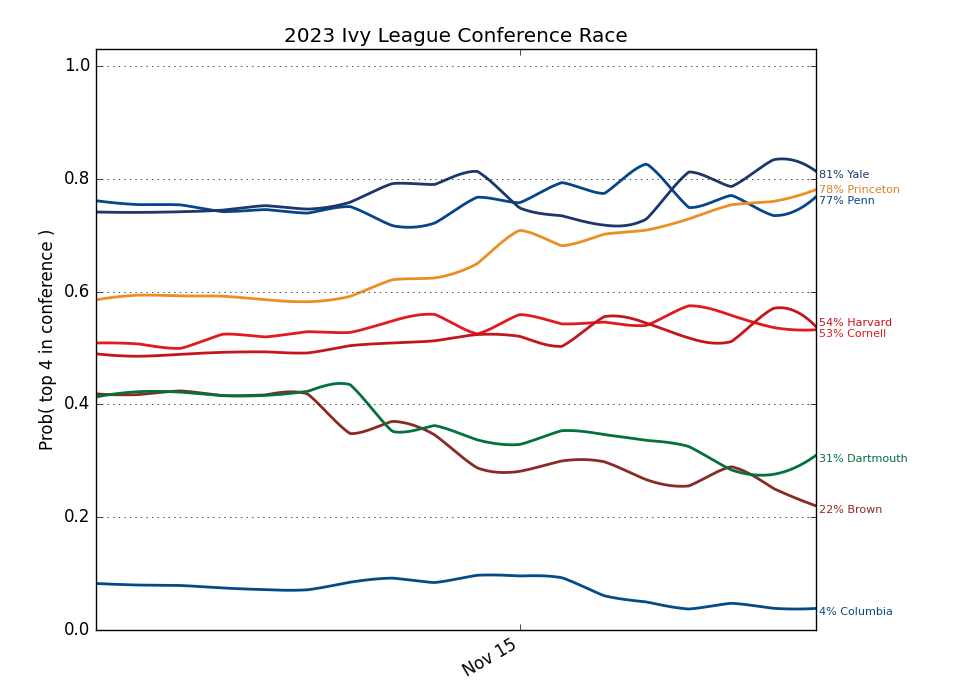 2023 Ivy League Conference Race
Prob( top 4 in conference )
1.0
0.8
0.6
0.4
0.2
0.0
81% Yale
78% Princeton
77% Penn
54% Harvard
53% Cornell
31% Dartmouth
22% Brown
4% Columbia
Nov 15